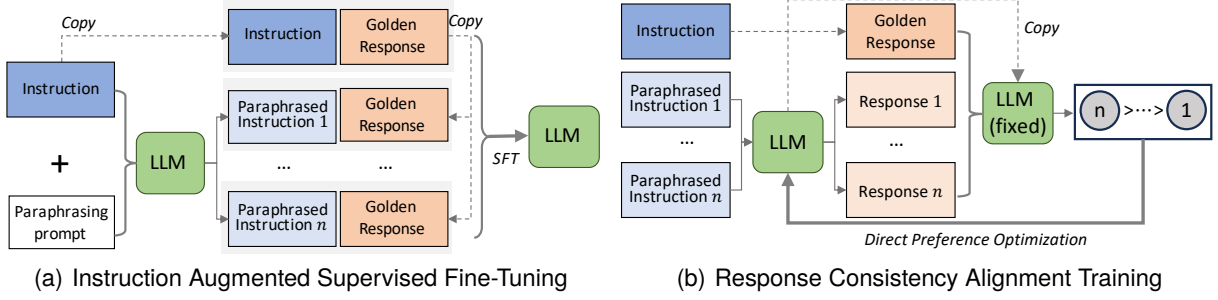 Copy
Instruction
Golden
Response
Copy
Instruction
Paraphrased
Instruction 1
Golden
Response
+
LLM
...
...
SFT
LLM
Paraphrasing
prompt
Paraphrased
Instruction n
Golden
Response
(a) Instruction Augmented Supervised Fine-Tuning
Instruction
Golden
Response
Copy
Paraphrased
Instruction 1
Response 1
...
LLM
...
LLM
(fixed)
n >...> 1
Paraphrased
Instruction n
Response n
Direct Preference Optimization
(b) Response Consistency Alignment Training